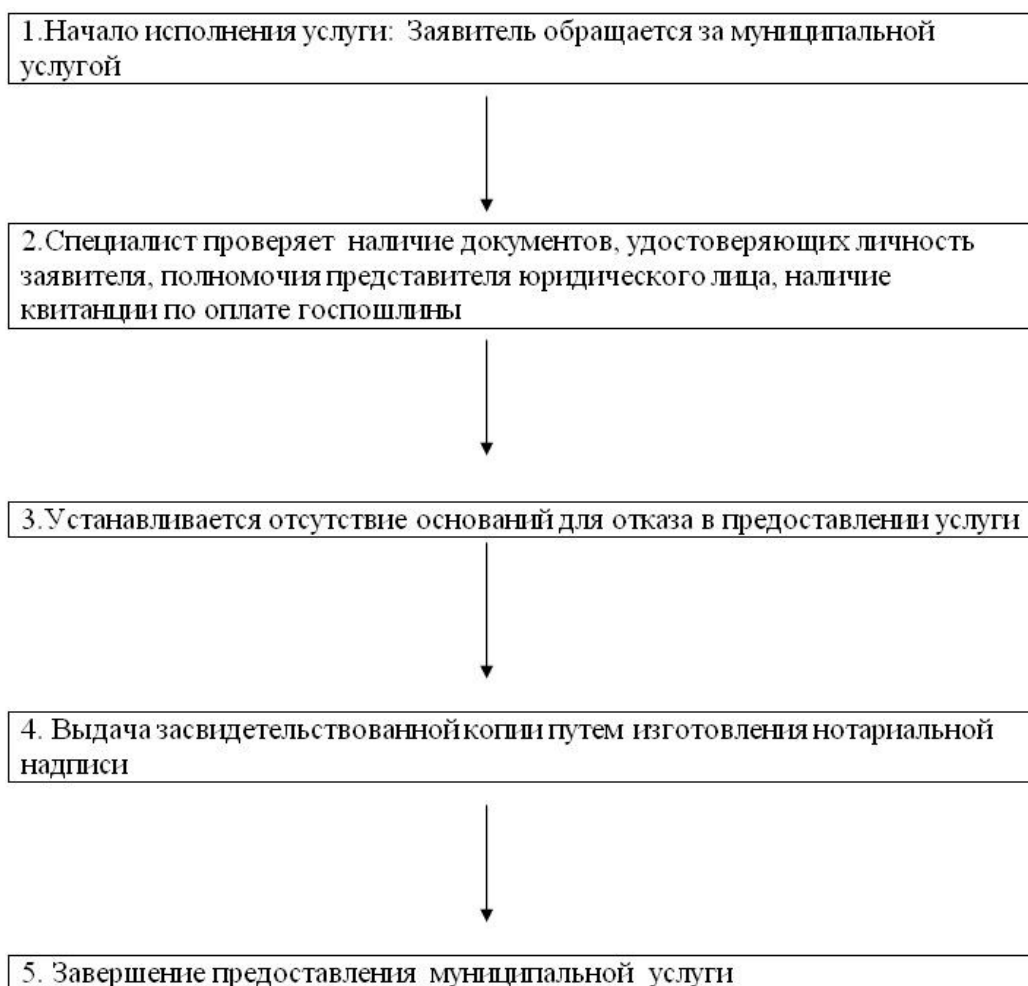 1.Начало исполнения услуги: Заявитель обращается за муниципальной
услугой
2.Специалист проверяет наличие документов, удостоверяющих личность
заявителя, полномочия представителя юридического лица, наличие
квитанции по оплате госпошлины
3.Устанавливается отсутствие оснований для отказа в предоставлении услуги
4. Выдача засвидетельствованной копии путем изготовления нотариальной
надписи
5. Завершение предоставления муниципальной услуги